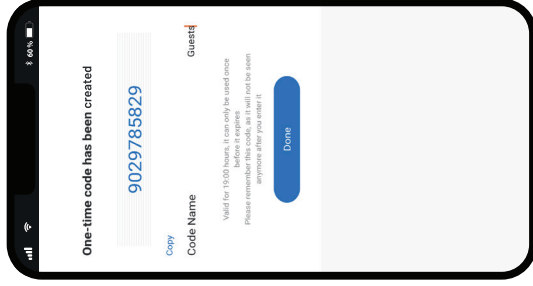 60 %
One-time code has been created
9029785829
Copy
Code Name Guests
Valid for 19:00 hours, it can only be used once
before it expires
Please remember this code, as it will not be seen
anymore after you enter it
Done